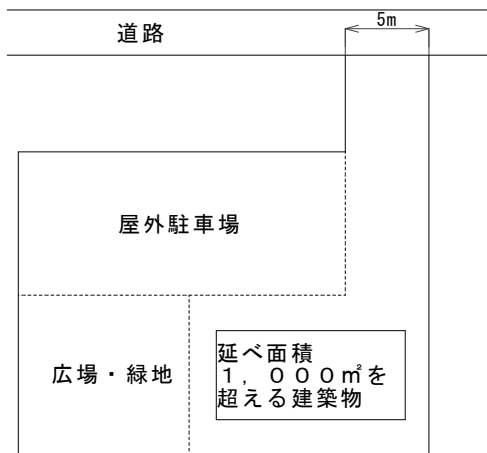 道路
5m
屋外駐車場
広場・緑地
延べ面積
１，０００㎡を
超える建築物